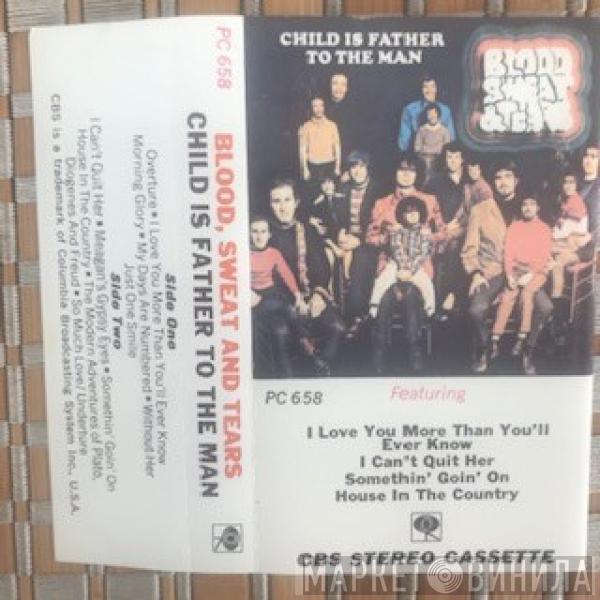 PC 658
BLOOD, SWEAT AND TEARS
CHILD IS FATHER TO THE MAN
Side One
Overture • I Love You More Than You'll Ever Know
Morning Glory • My Days Are Numbered • Without Her
Just One Smile
Side Two
I Can't Quit Her • Meagan's Gypsy Eyes • Somethin' Goin' On
House In The Country • The Modern Adventures of Plato,
Diogenes And Freud • So Much Love/Underture
CBS is a trademark of Columbia Broadcasting System Inc., U.S.A.
CHILD IS FATHER
TO THE MAN
BLOOD
SWEAT
&TEARS
PC 658
Featuring
I Love You More Than You'll
Ever Know
I Can"t Quit Her
Somethin' Goin' On
House In The Country
CBS STEREO CASSETTE
МАРКЕТ ВИНИЛА